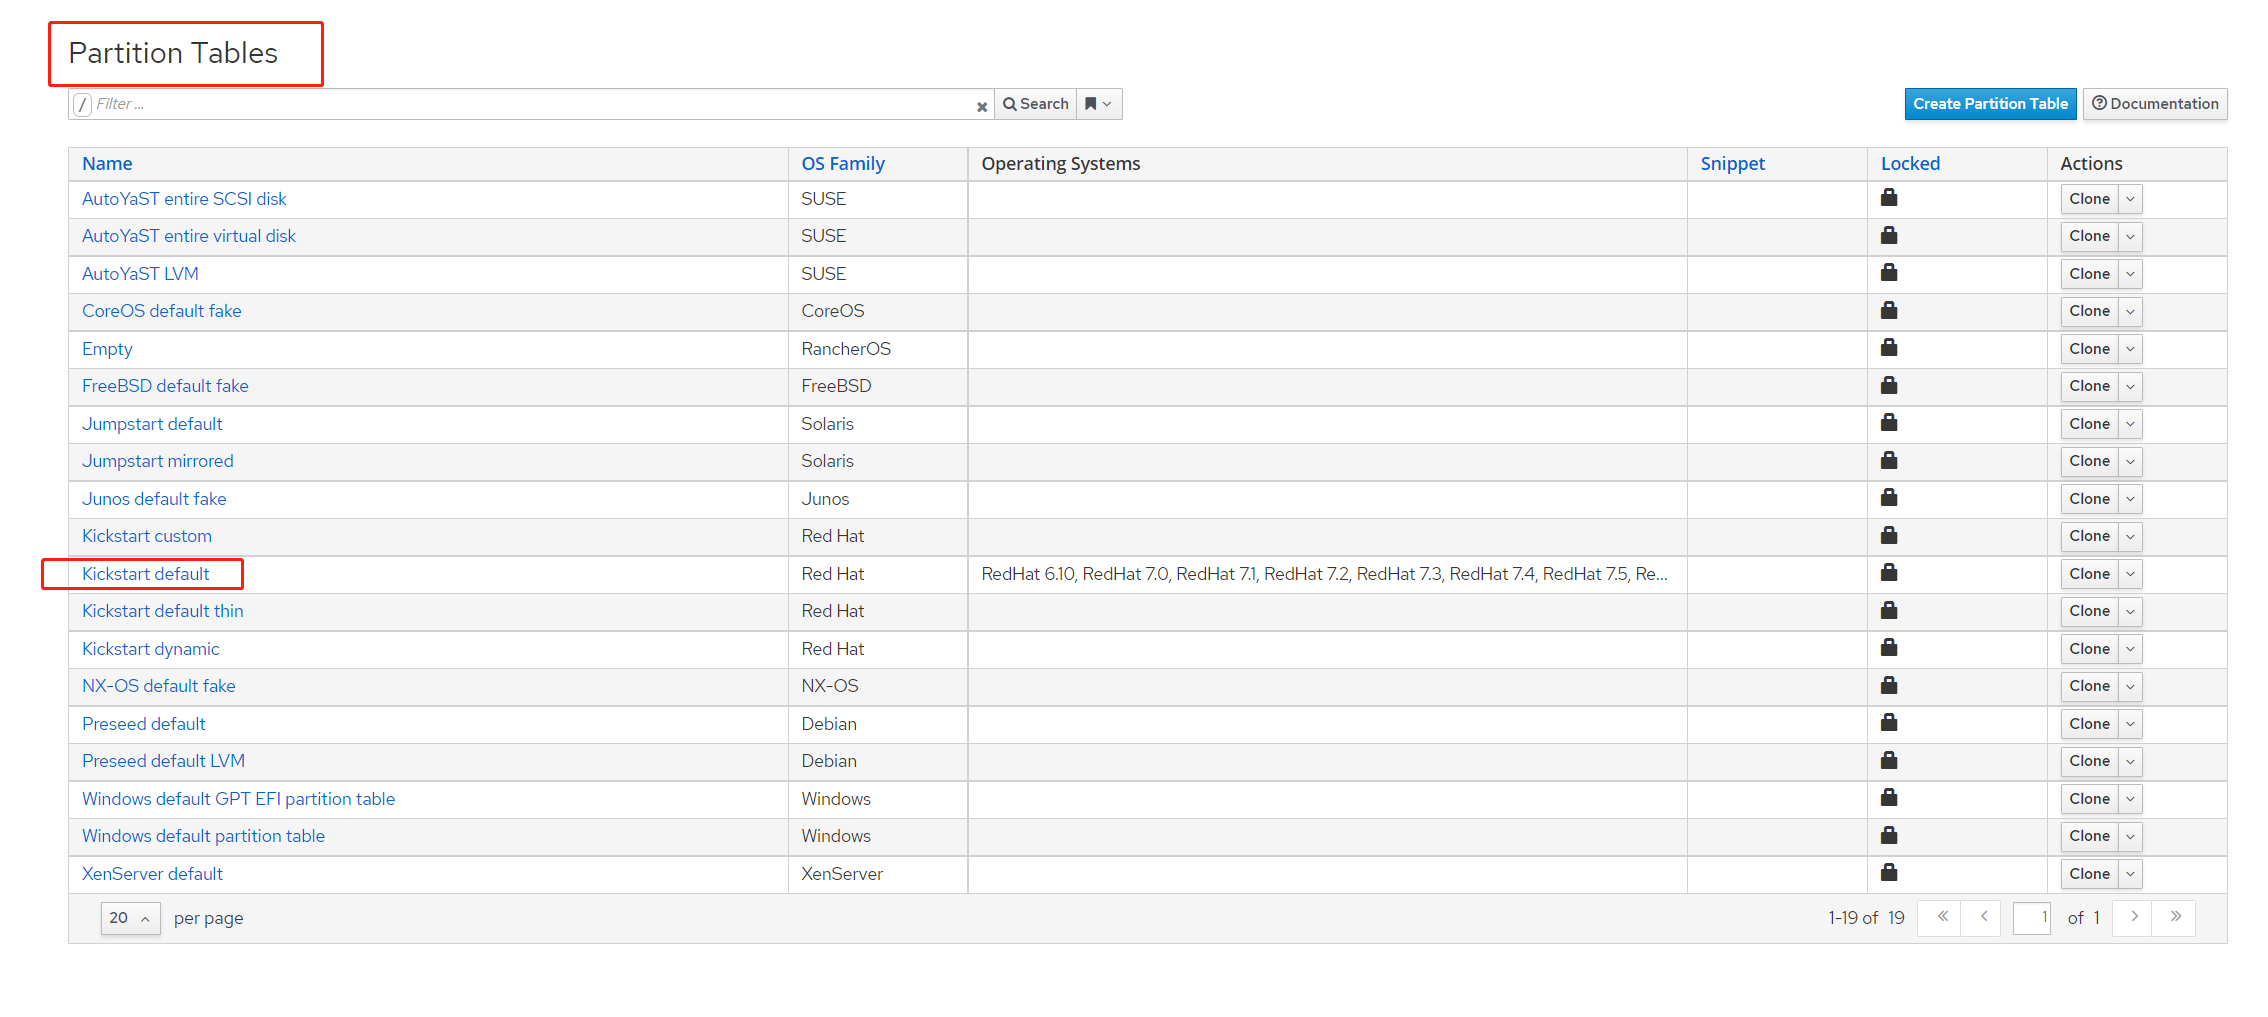 Partition Tables
/ Filter ... Search Create Partition Table Documentation
Name OS Family Operating Systems Snippet Locked Actions
AutoYaST entire SCSI disk SUSE Clone
AutoYaST entire virtual disk SUSE Clone
AutoYaST LVM SUSE Clone
CoreOS default fake CoreOS Clone
Empty RancherOS Clone
FreeBSD default fake FreeBSD Clone
Jumpstart default Solaris Clone
Jumpstart mirrored Solaris Clone
Junos default fake Junos Clone
Kickstart custom Red Hat Clone
Kickstart default Red Hat RedHat 6.10, RedHat 7.0, RedHat 7.1, RedHat 7.2, RedHat 7.3, RedHat 7.4, RedHat 7.5, Re... Clone
Kickstart default thin Red Hat Clone
Kickstart dynamic Red Hat Clone
NX-OS default fake NX-OS Clone
Preseed default Debian Clone
Preseed default LVM Debian Clone
Windows default GPT EFI partition table Windows Clone
Windows default partition table Windows Clone
XenServer default XenServer Clone
20 per page 1-19 of 19 « < 1 of 1 > »